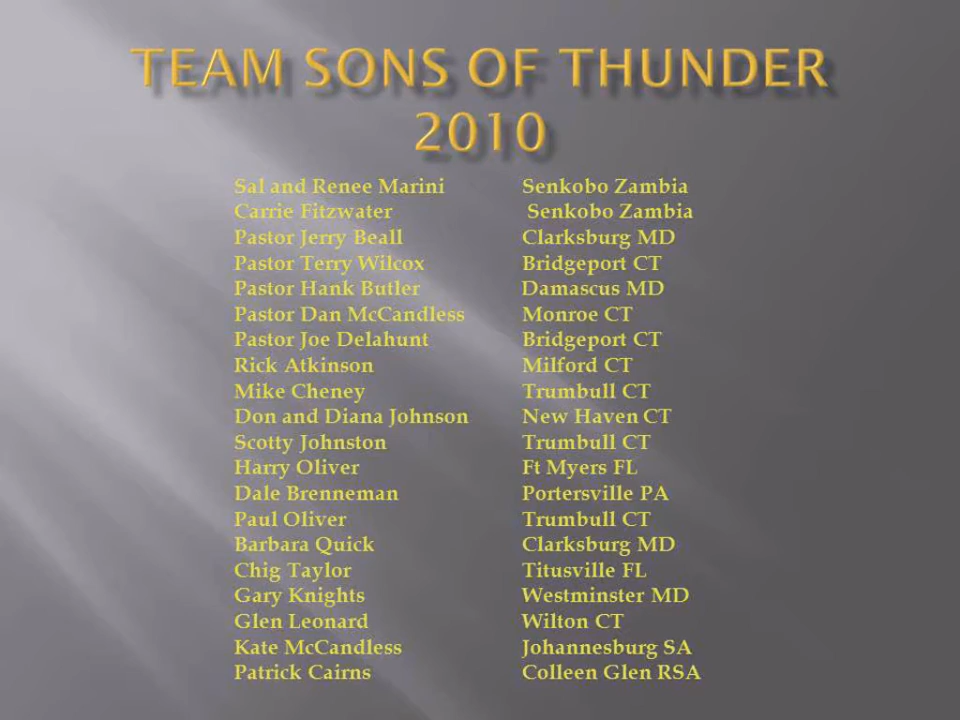 TEAM SONS OF THUNDER
2010
Sal and Renee Marini Senkobo Zambia
Carrie Fitzwater Senkobo Zambia
Pastor Jerry Beall Clarksburg MD
Pastor Terry Wilcox Bridgeport CT
Pastor Hank Butler Damascus MD
Pastor Dan McCandless Monroe CT
Pastor Joe Delahunt Bridgeport CT
Rick Atkinson Milford CT
Mike Cheney Trumbull CT
Don and Diana Johnson New Haven CT
Scotty Johnston Trumbull CT
Harry Oliver Ft Myers FL
Dale Brenneman Portersville PA
Paul Oliver Trumbull CT
Barbara Quick Clarksburg MD
Chig Taylor Titusville FL
Gary Knights Westminster MD
Glen Leonard Wilton CT
Kate McCandless Johannesburg SA
Patrick Cairns Colleen Glen RSA